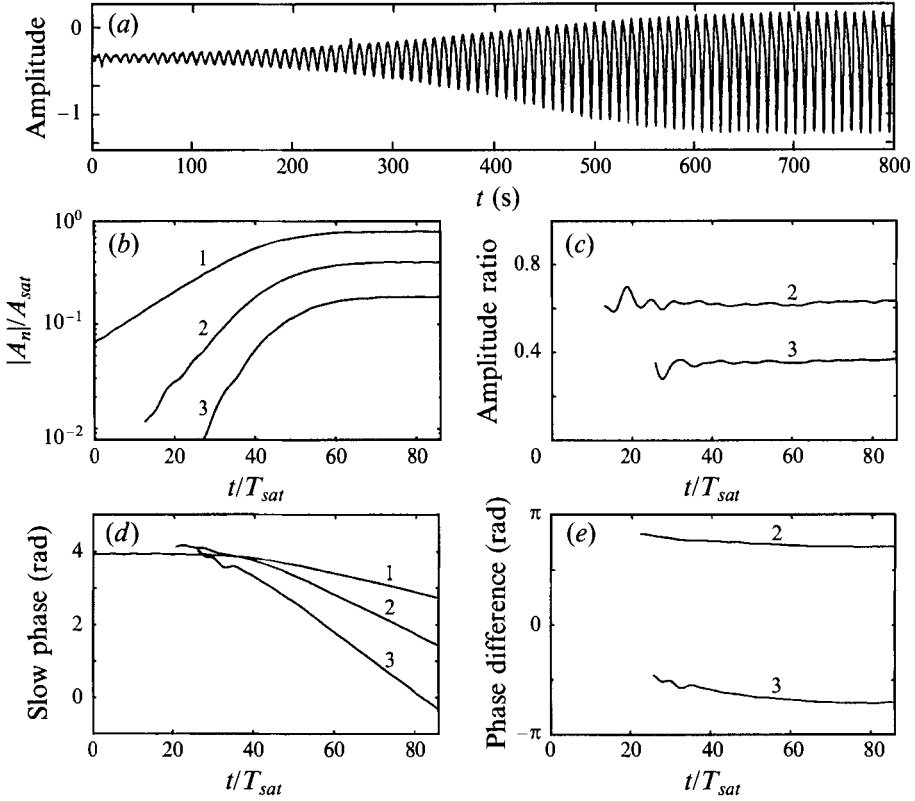 (a)
Amplitude
0
−1
0 100 200 300 400 500 600 700 800
t (s)
(b)
|A_n|/A_sat
10^0
10^−1
10^−2
1
2
3
0 20 40 60 80
t/T_sat
(c)
Amplitude ratio
0.8
0.4
0
2
3
20 40 60 80
t/T_sat
(d)
Slow phase (rad)
4
2
0
1
2
3
0 20 40 60 80
t/T_sat
(e)
Phase difference (rad)
π
0
−π
2
3
0 20 40 60 80
t/T_sat